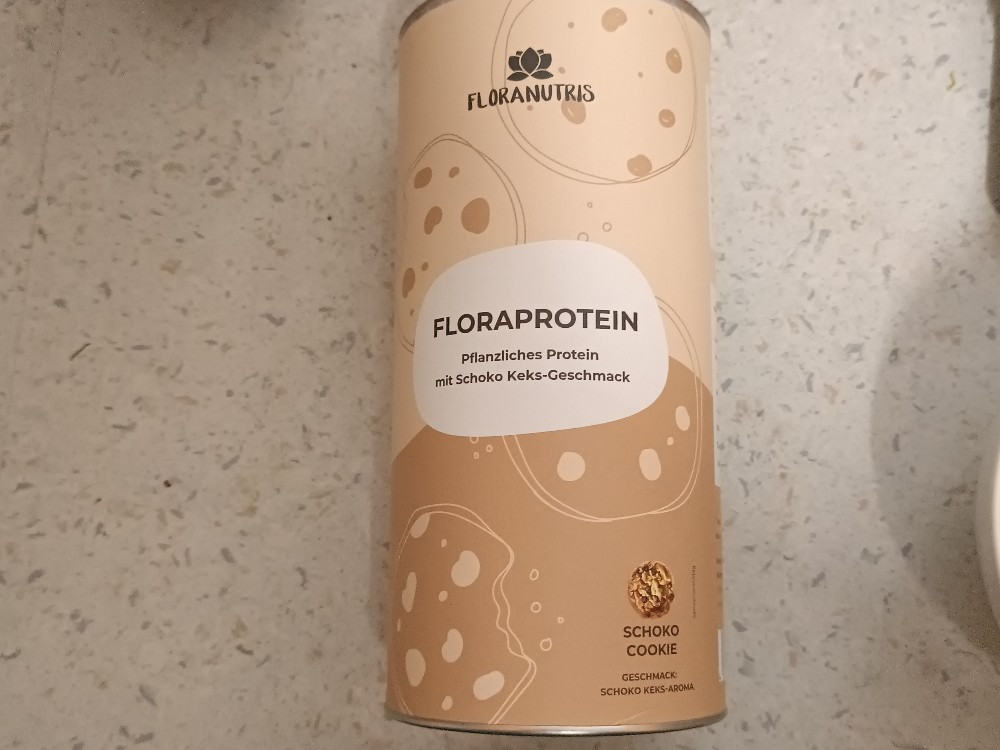 FLORANUTRIS
FLORAPROTEIN
Pflanzliches Protein
mit Schoko Keks-Geschmack
SCHOKO
COOKIE
GESCHMACK:
SCHOKO KEKS-AROMA